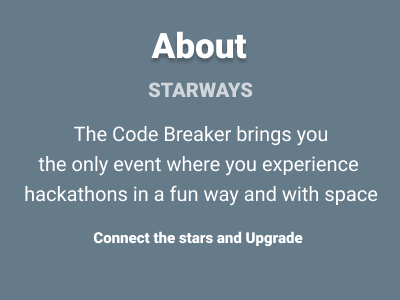 About
STARWAYS
The Code Breaker brings you
the only event where you experience
hackathons in a fun way and with space
Connect the stars and Upgrade